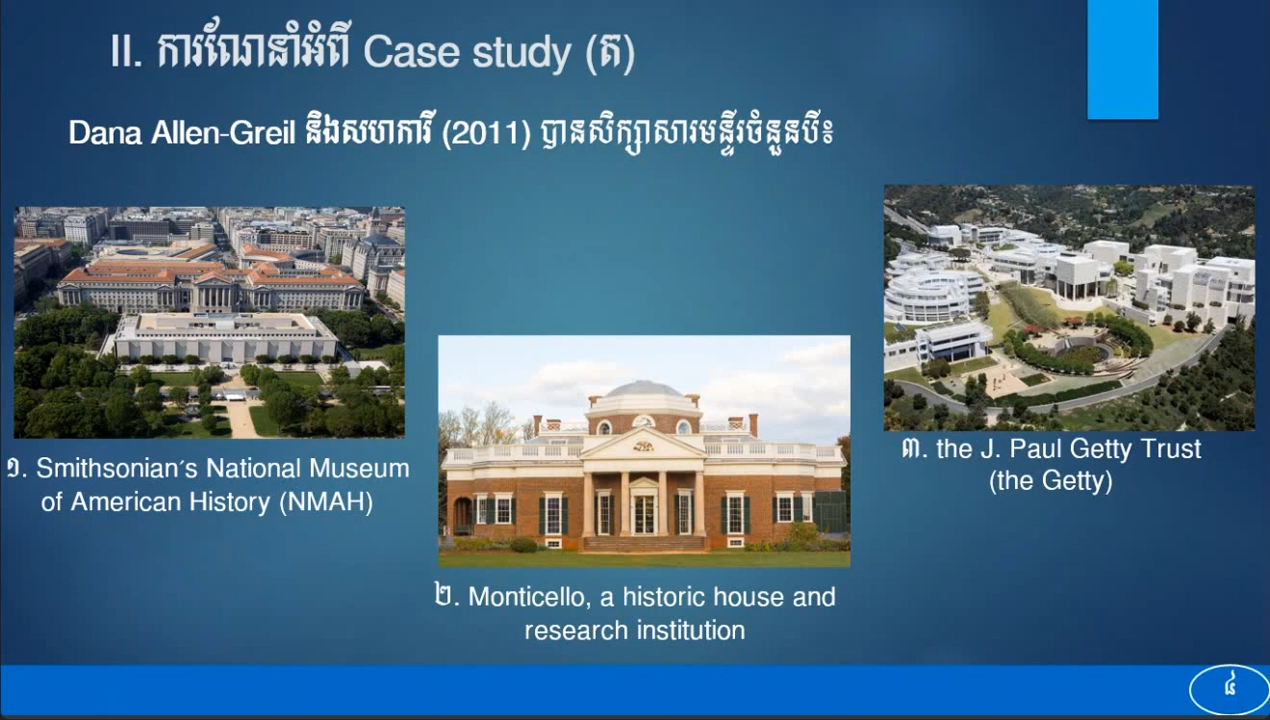 II. ការណែនាំអំពី Case study (ត)
Dana Allen-Greil និងសហការី (2011) បានសិក្សាសារមន្ទីរចំនួនបី៖
១. Smithsonian's National Museum
of American History (NMAH)
២. Monticello, a historic house and
research institution
៣. the J. Paul Getty Trust
(the Getty)
៤